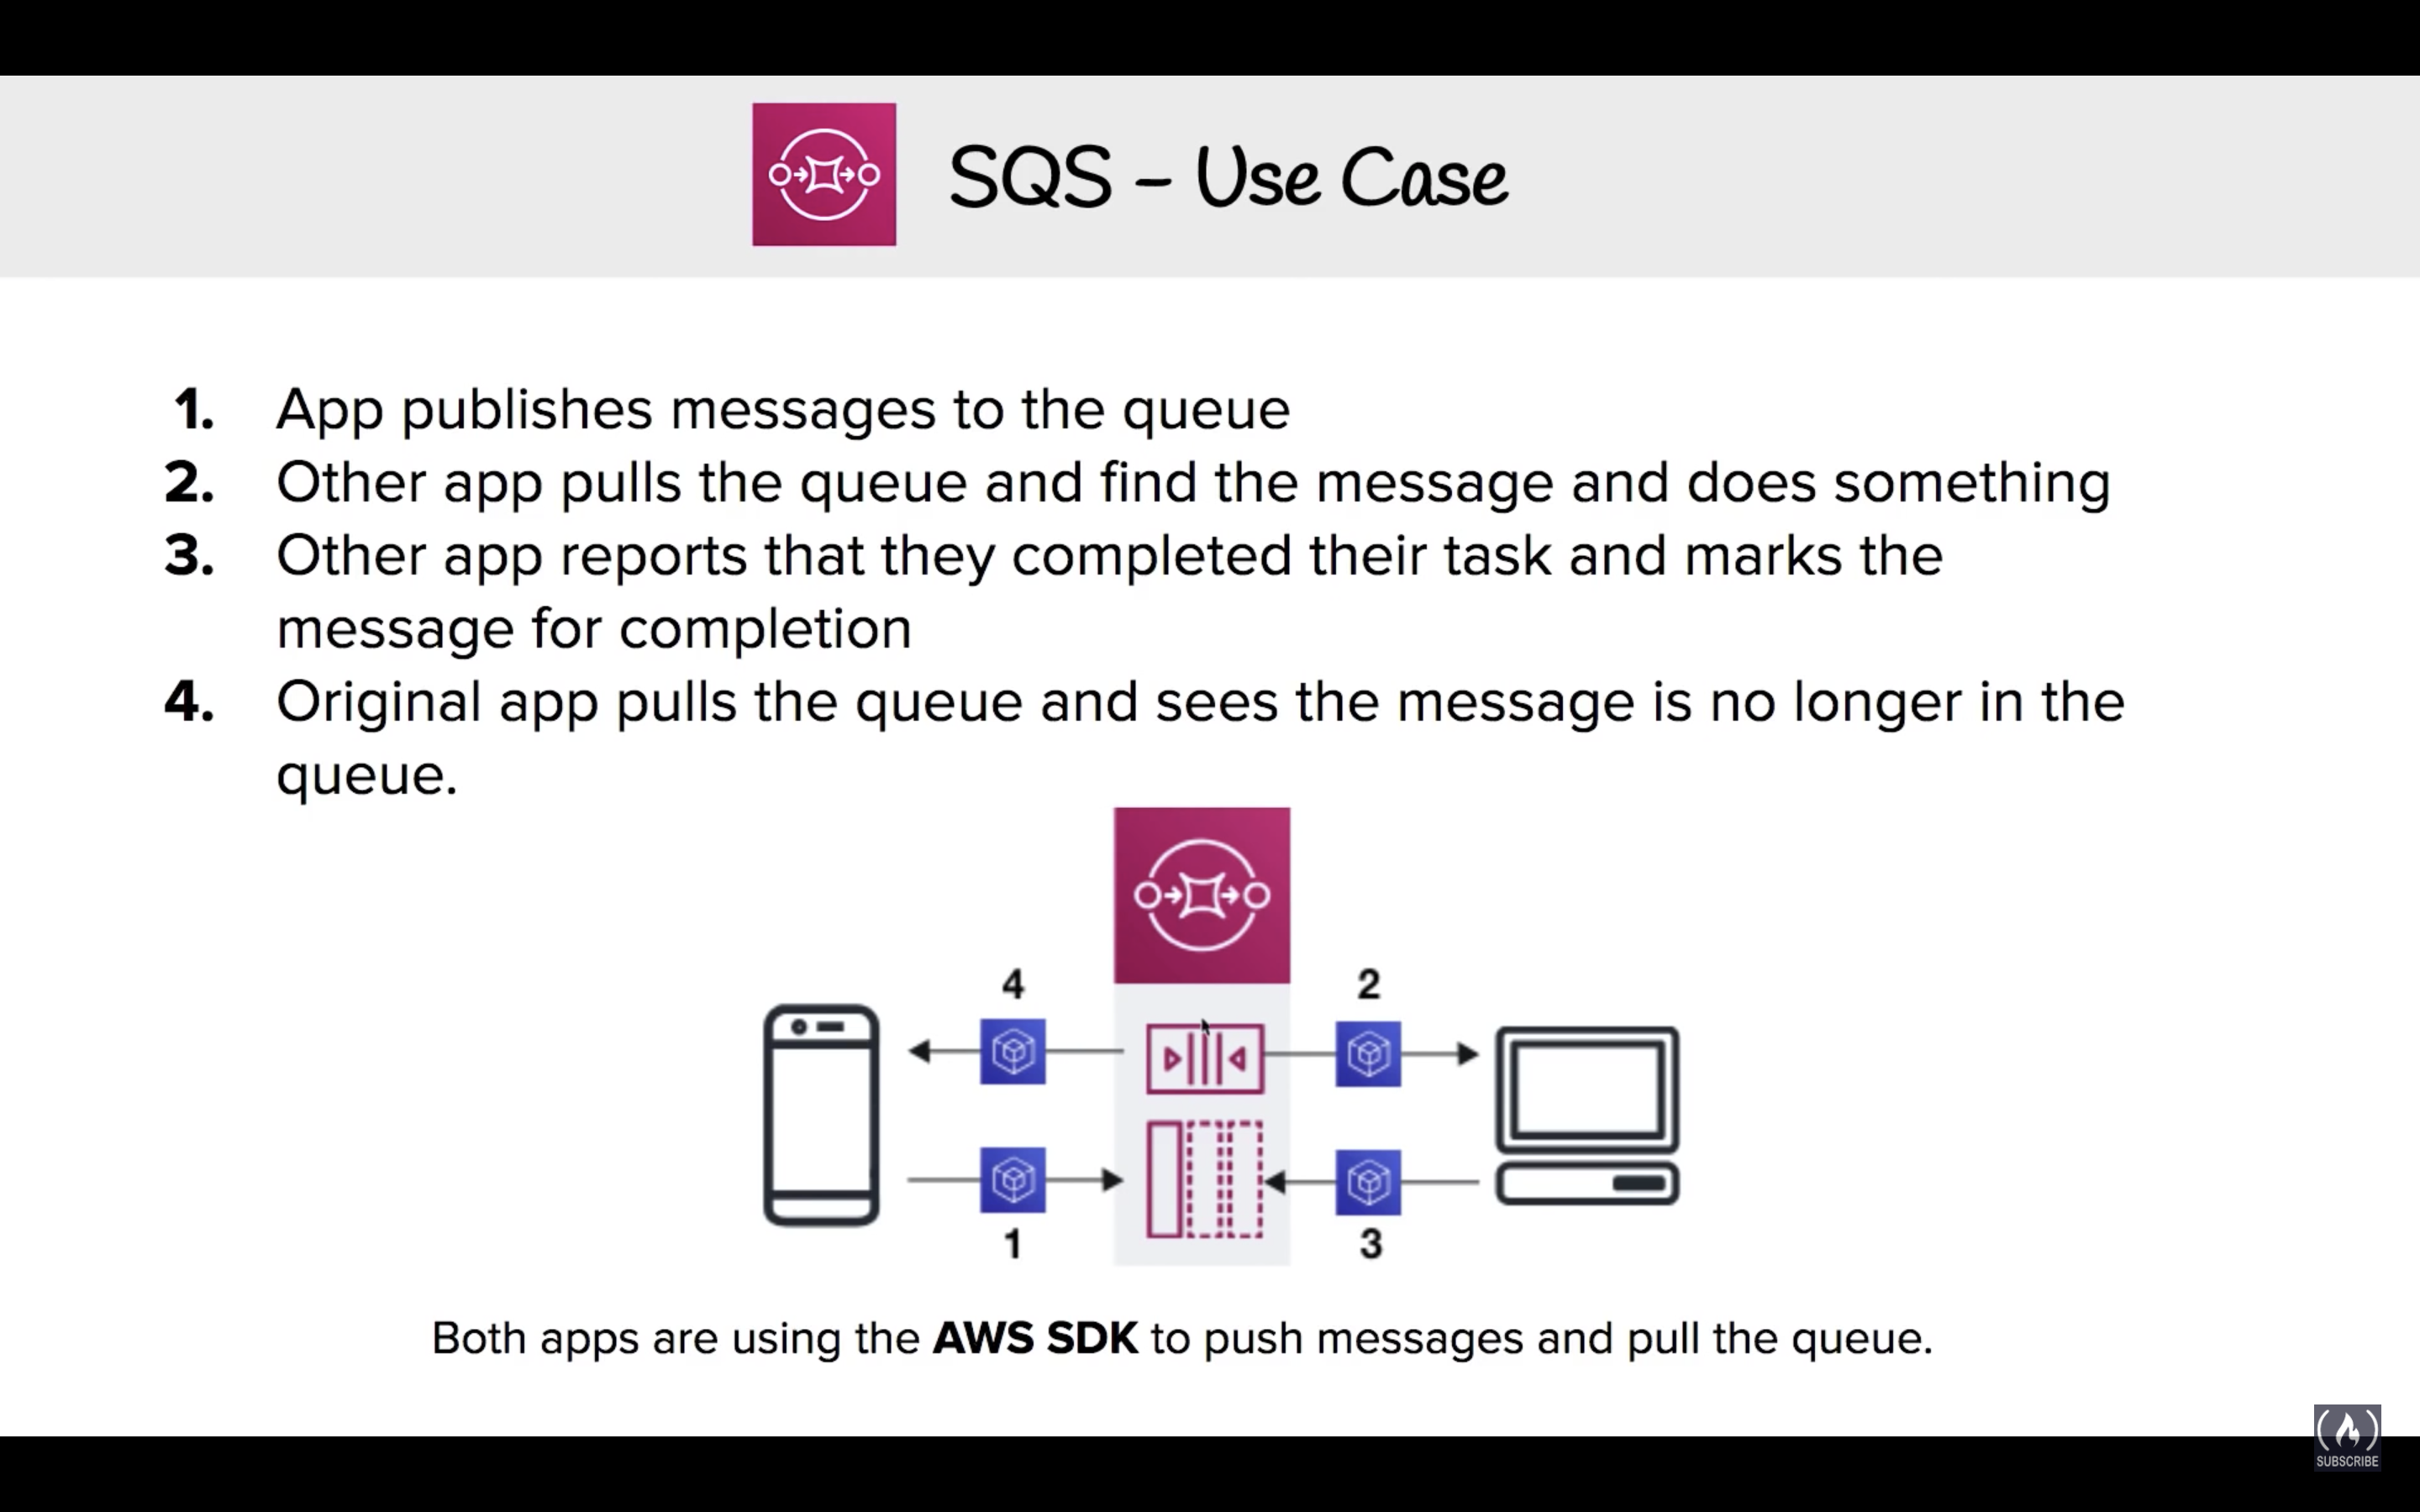 SQS – Use Case
1. App publishes messages to the queue
2. Other app pulls the queue and find the message and does something
3. Other app reports that they completed their task and marks the
message for completion
4. Original app pulls the queue and sees the message is no longer in the
queue.
4
2
1
3
Both apps are using the AWS SDK to push messages and pull the queue.
SUBSCRIBE